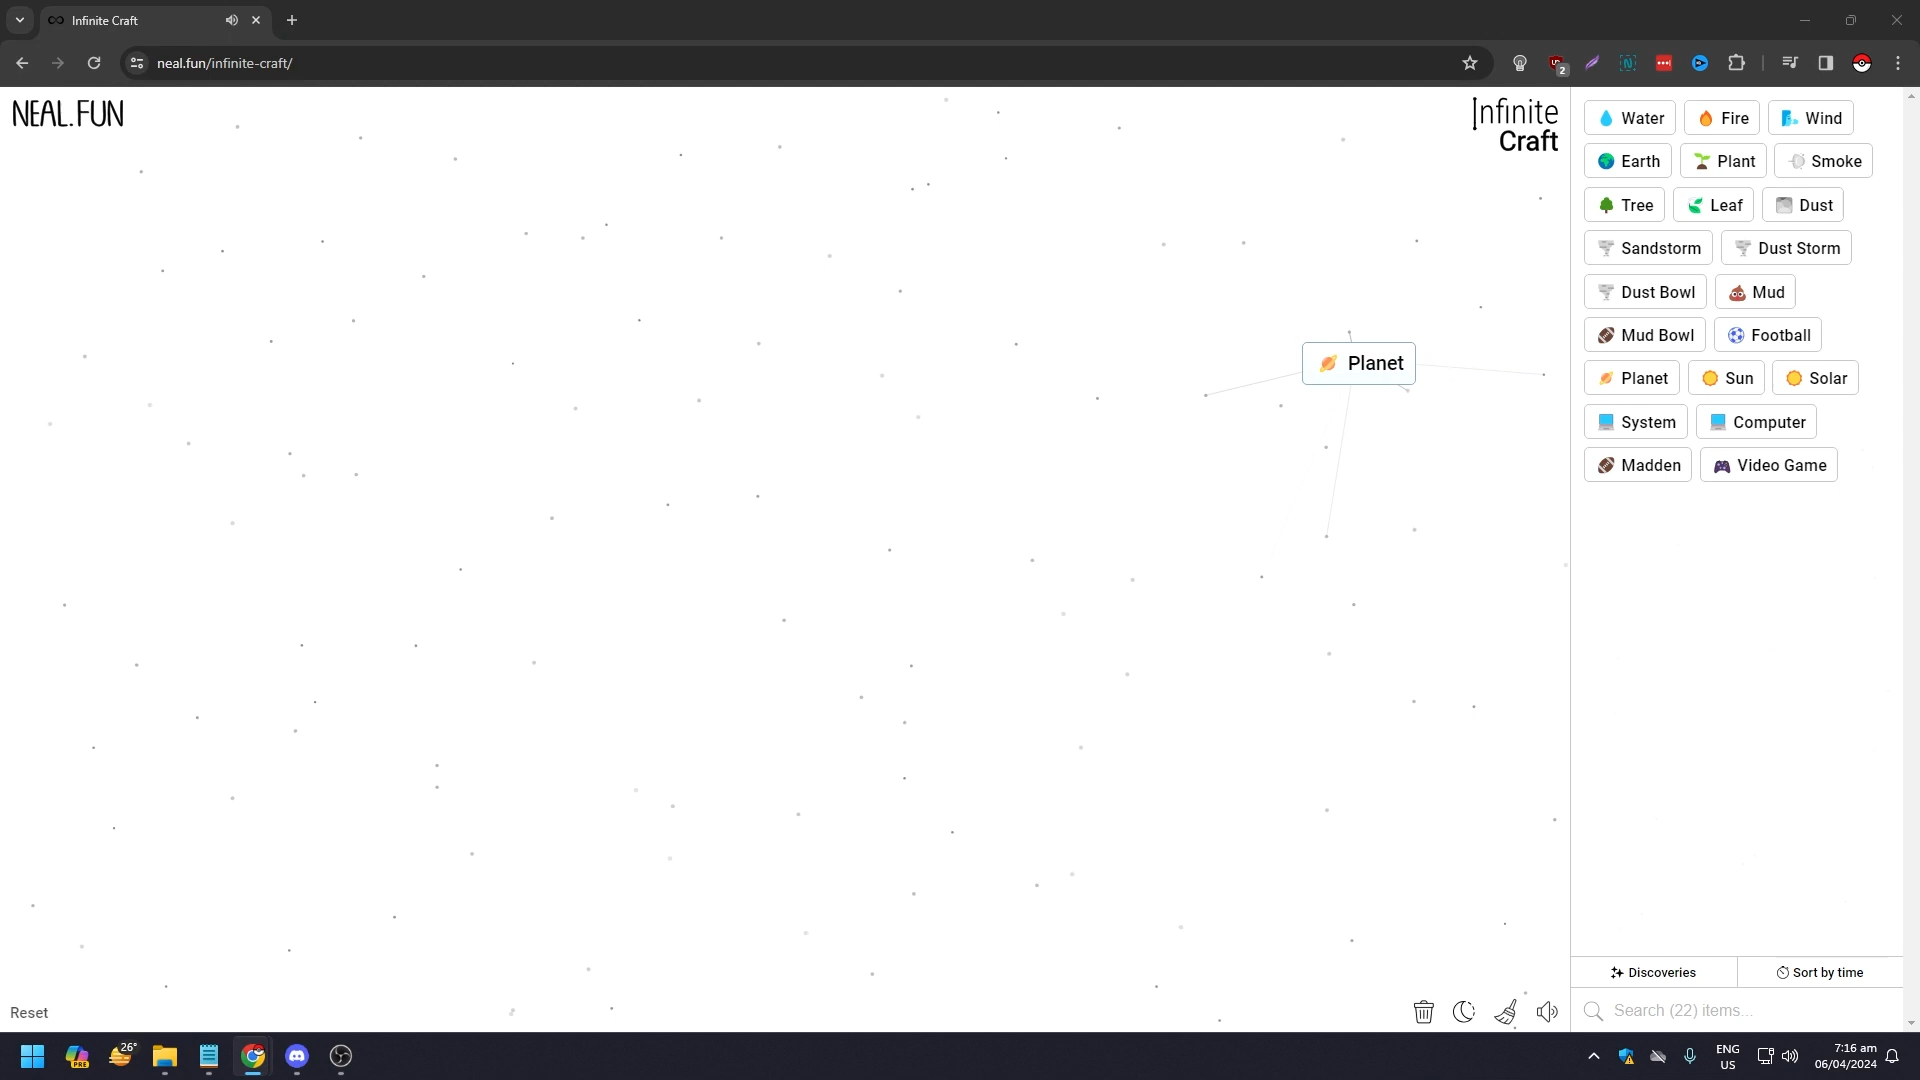 Infinite Craft
neal.fun/infinite-craft/
2
NEAL.FUN
Infinite
Craft
Planet
Water
Fire
Wind
Earth
Plant
Smoke
Tree
Leaf
Dust
Sandstorm
Dust Storm
Dust Bowl
Mud
Mud Bowl
Football
Planet
Sun
Solar
System
Computer
Madden
Video Game
Discoveries
Sort by time
Search (22) items...
Reset
PRE
26°
ENG
US
7:16 am
06/04/2024